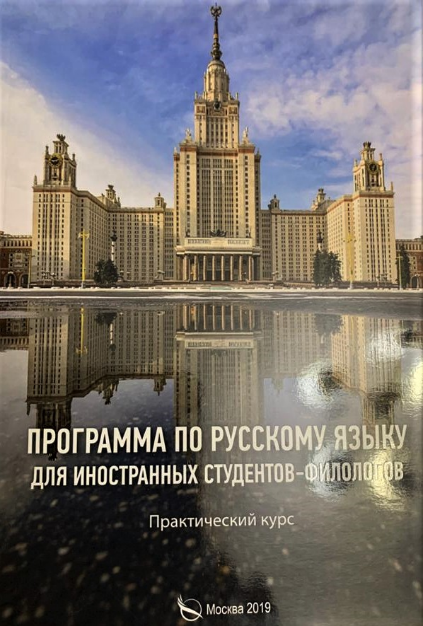 ПРОГРАММА ПО РУССКОМУ ЯЗЫКУ
ДЛЯ ИНОСТРАННЫХ СТУДЕНТОВ-ФИЛОЛОГОВ
Практический курс
Москва 2019